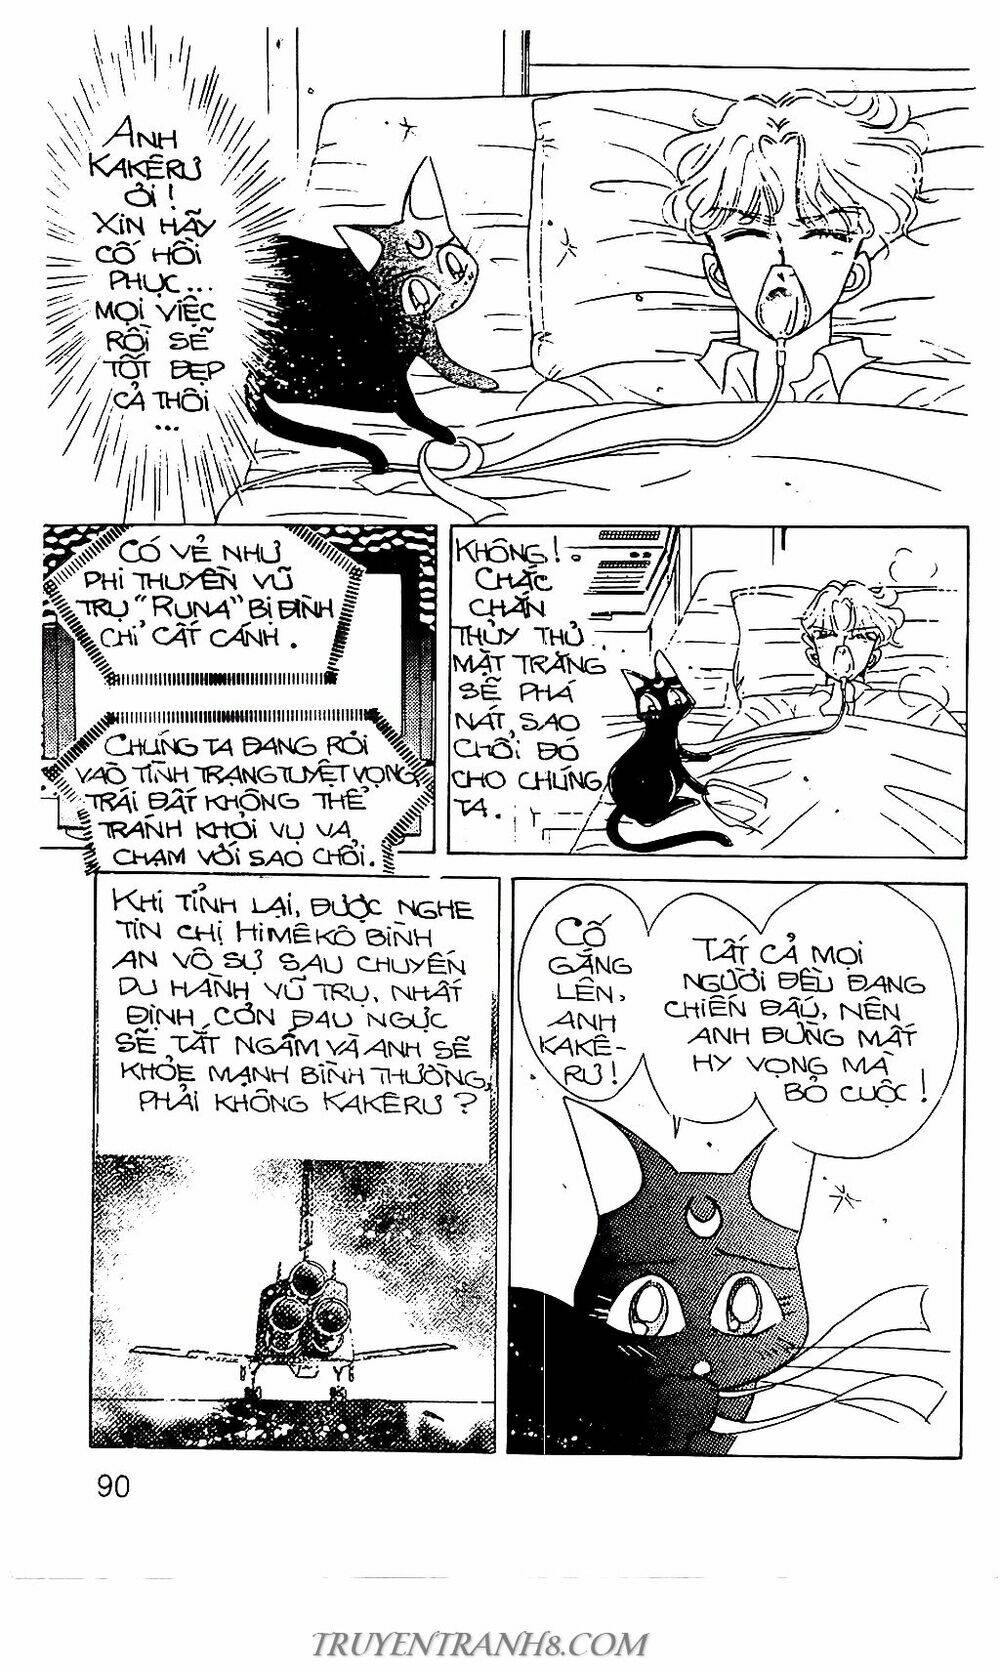 ANH
KAKÊRƯ
ƠI!
XIN HÃY
CỐ HỒI
PHỤC...
MỌI VIỆC
RỒI SẼ
TỐT ĐẸP
CẢ THÔI
...
CÓ VẺ NHƯ
PHI THUYỀN VŨ
TRỤ "RUNA" BỊ ĐÌNH
CHỈ CẤT CÁNH.
CHÚNG TA ĐANG RƠI
VÀO TÌNH TRẠNG TUYỆT VỌNG,
TRÁI ĐẤT KHÔNG THỂ
TRÁNH KHỎI VỤ VA
CHẠM VỚI SAO CHỔI.
KHÔNG!
CHẮC
CHẮN
THỦY THỦ
MẶT TRĂNG
SẼ PHÁ
NÁT SAO
CHỔI ĐÓ
CHO CHÚNG
TA.
KHI TỈNH LẠI, ĐƯỢC NGHE
TIN CHỊ HIMÊKÔ BÌNH
AN VÔ SỰ SAU CHUYẾN
DU HÀNH VŨ TRỤ, NHẤT
ĐỊNH CƠN ĐAU NGỰC
SẼ TẮT NGẤM VÀ ANH SẼ
KHỎE MẠNH BÌNH THƯỜNG,
PHẢI KHÔNG KAKÊRƯ?
CỐ
GẮNG
LÊN,
ANH
KAKÊ-
RƯ!
TẤT CẢ MỌI
NGƯỜI ĐỀU ĐANG
CHIẾN ĐẤU, NÊN
ANH ĐỪNG MẤT
HY VỌNG MÀ
BỎ CUỘC!
90
TRUYENTRANH8.COM